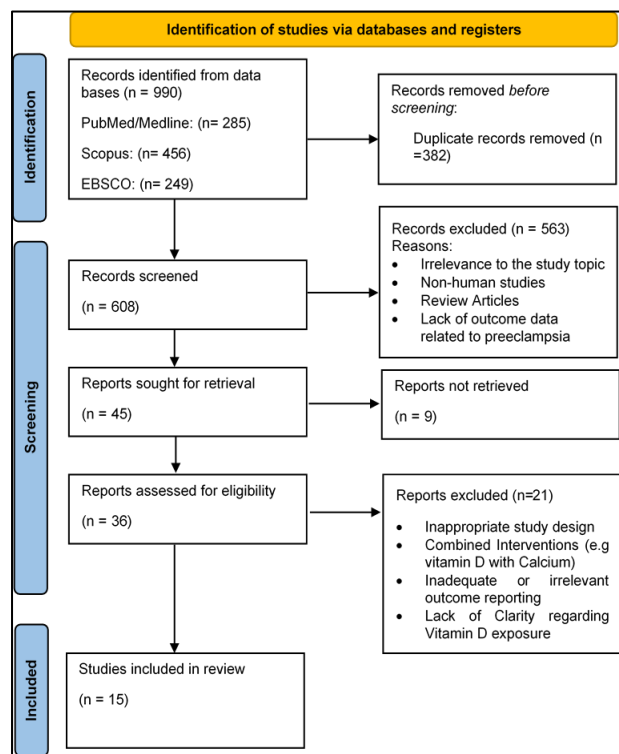 Identification of studies via databases and registers
Identification
Records identified from data
bases (n = 990)
PubMed/Medline: (n= 285)
Scopus: (n= 456)
EBSCO: (n= 249)
Records removed before
screening:
Duplicate records removed (n
=382)
Screening
Records screened
(n = 608)
Records excluded (n = 563)
Reasons:
• Irrelevance to the study topic
• Non-human studies
• Review Articles
• Lack of outcome data
related to preeclampsia
Reports sought for retrieval
(n = 45)
Reports not retrieved
(n = 9)
Reports assessed for eligibility
(n = 36)
Reports excluded (n=21)
• Inappropriate study design
• Combined Interventions (e.g
vitamin D with Calcium)
• Inadequate or irrelevant
outcome reporting
• Lack of Clarity regarding
Vitamin D exposure
Included
Studies included in review
(n = 15)